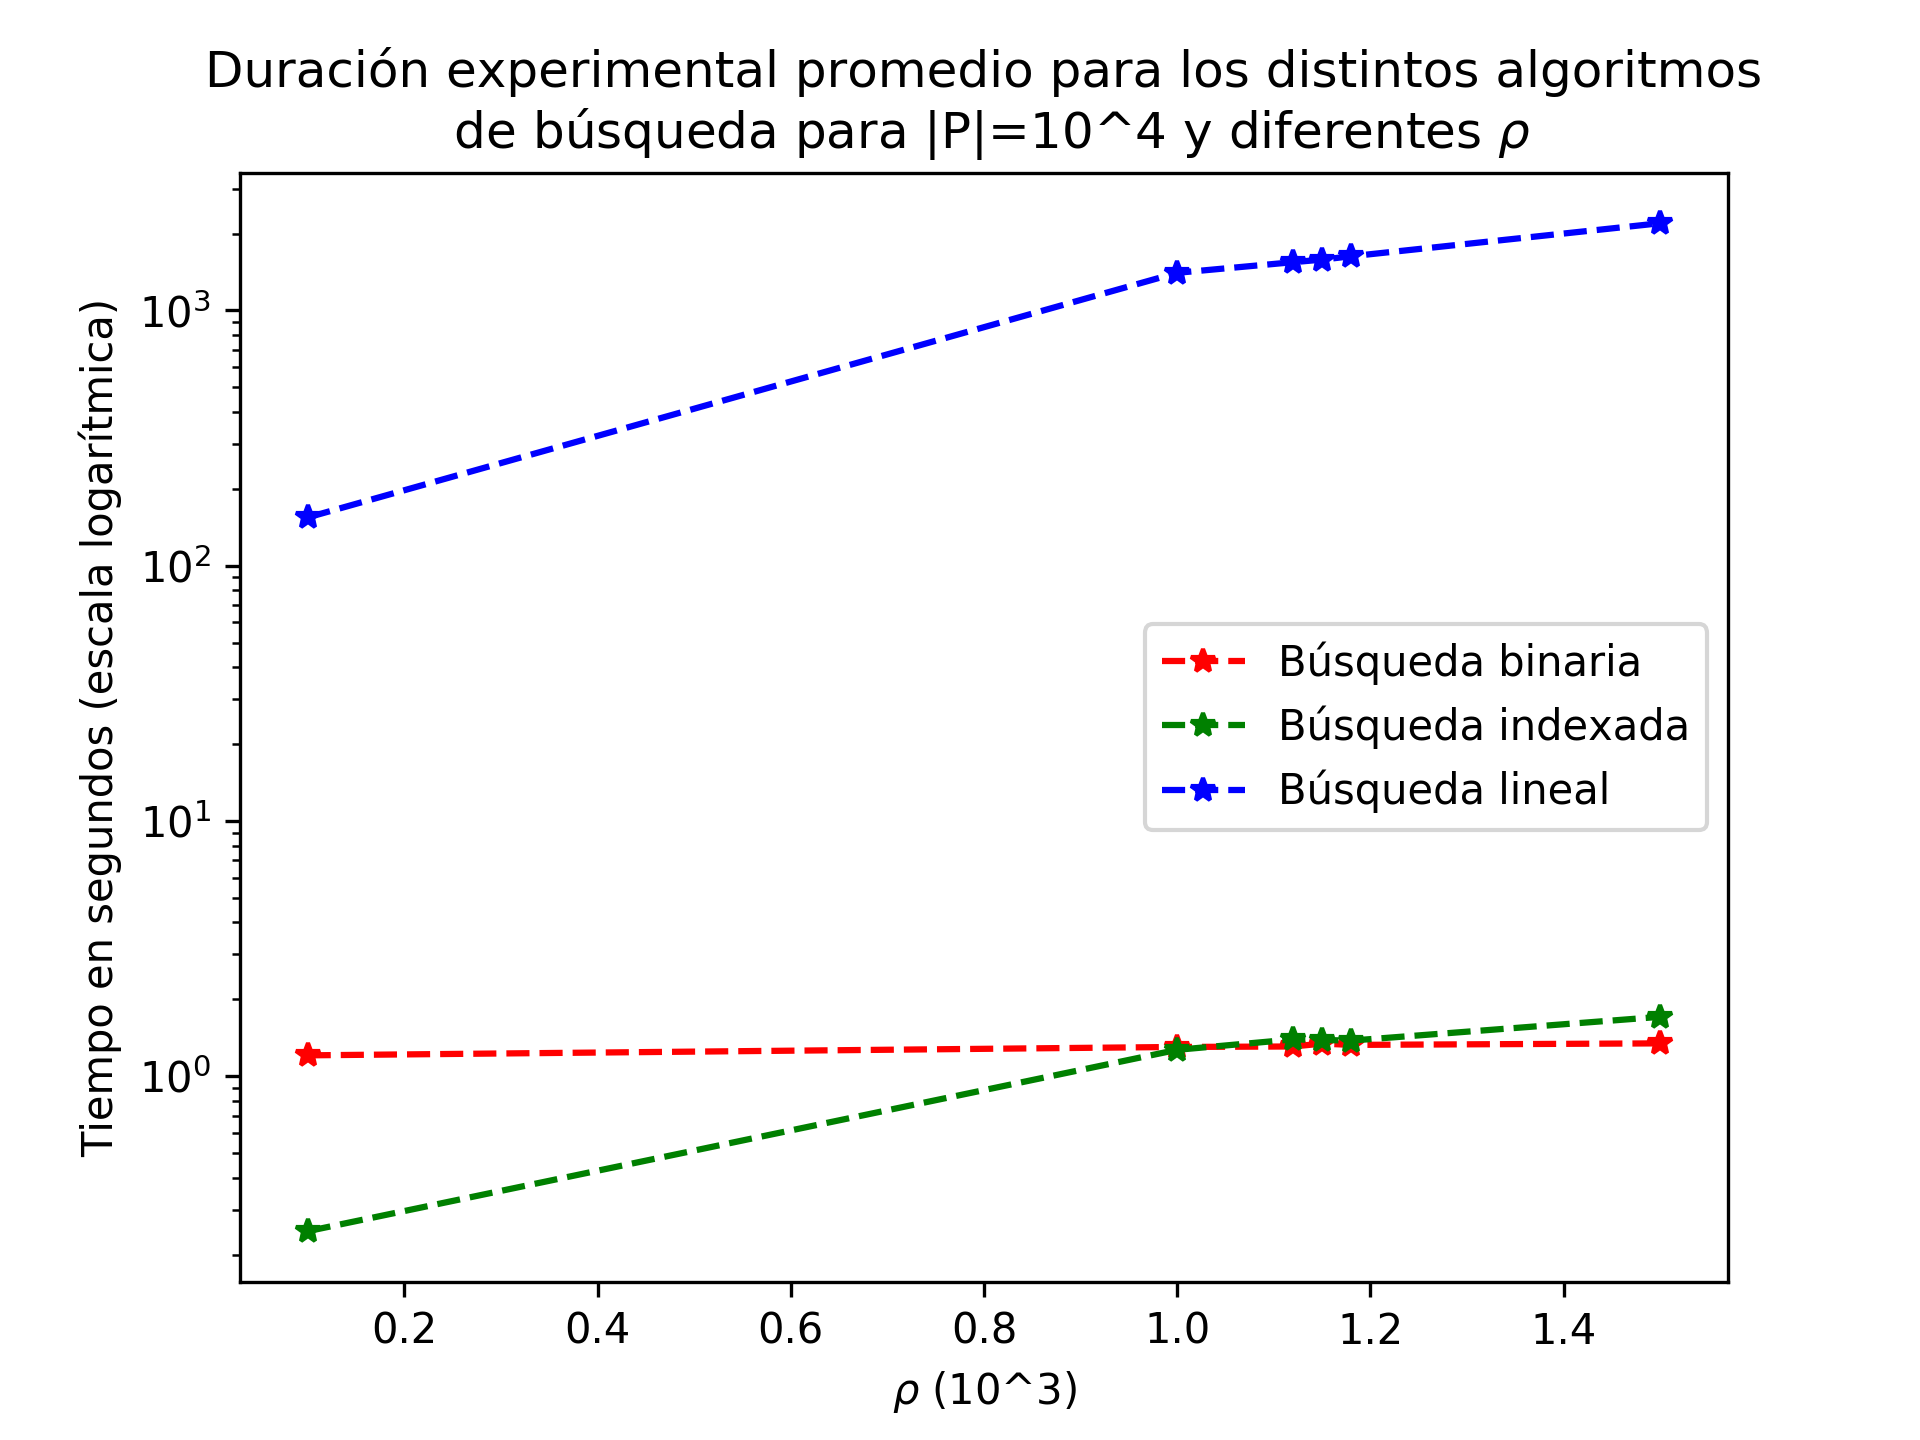 Duración experimental promedio para los distintos algoritmos
de búsqueda para |P|=10^4 y diferentes ρ
Tiempo en segundos (escala logarítmica)
10³
10²
10¹
10⁰
Búsqueda binaria
Búsqueda indexada
Búsqueda lineal
0.2 0.4 0.6 0.8 1.0 1.2 1.4
ρ (10^3)